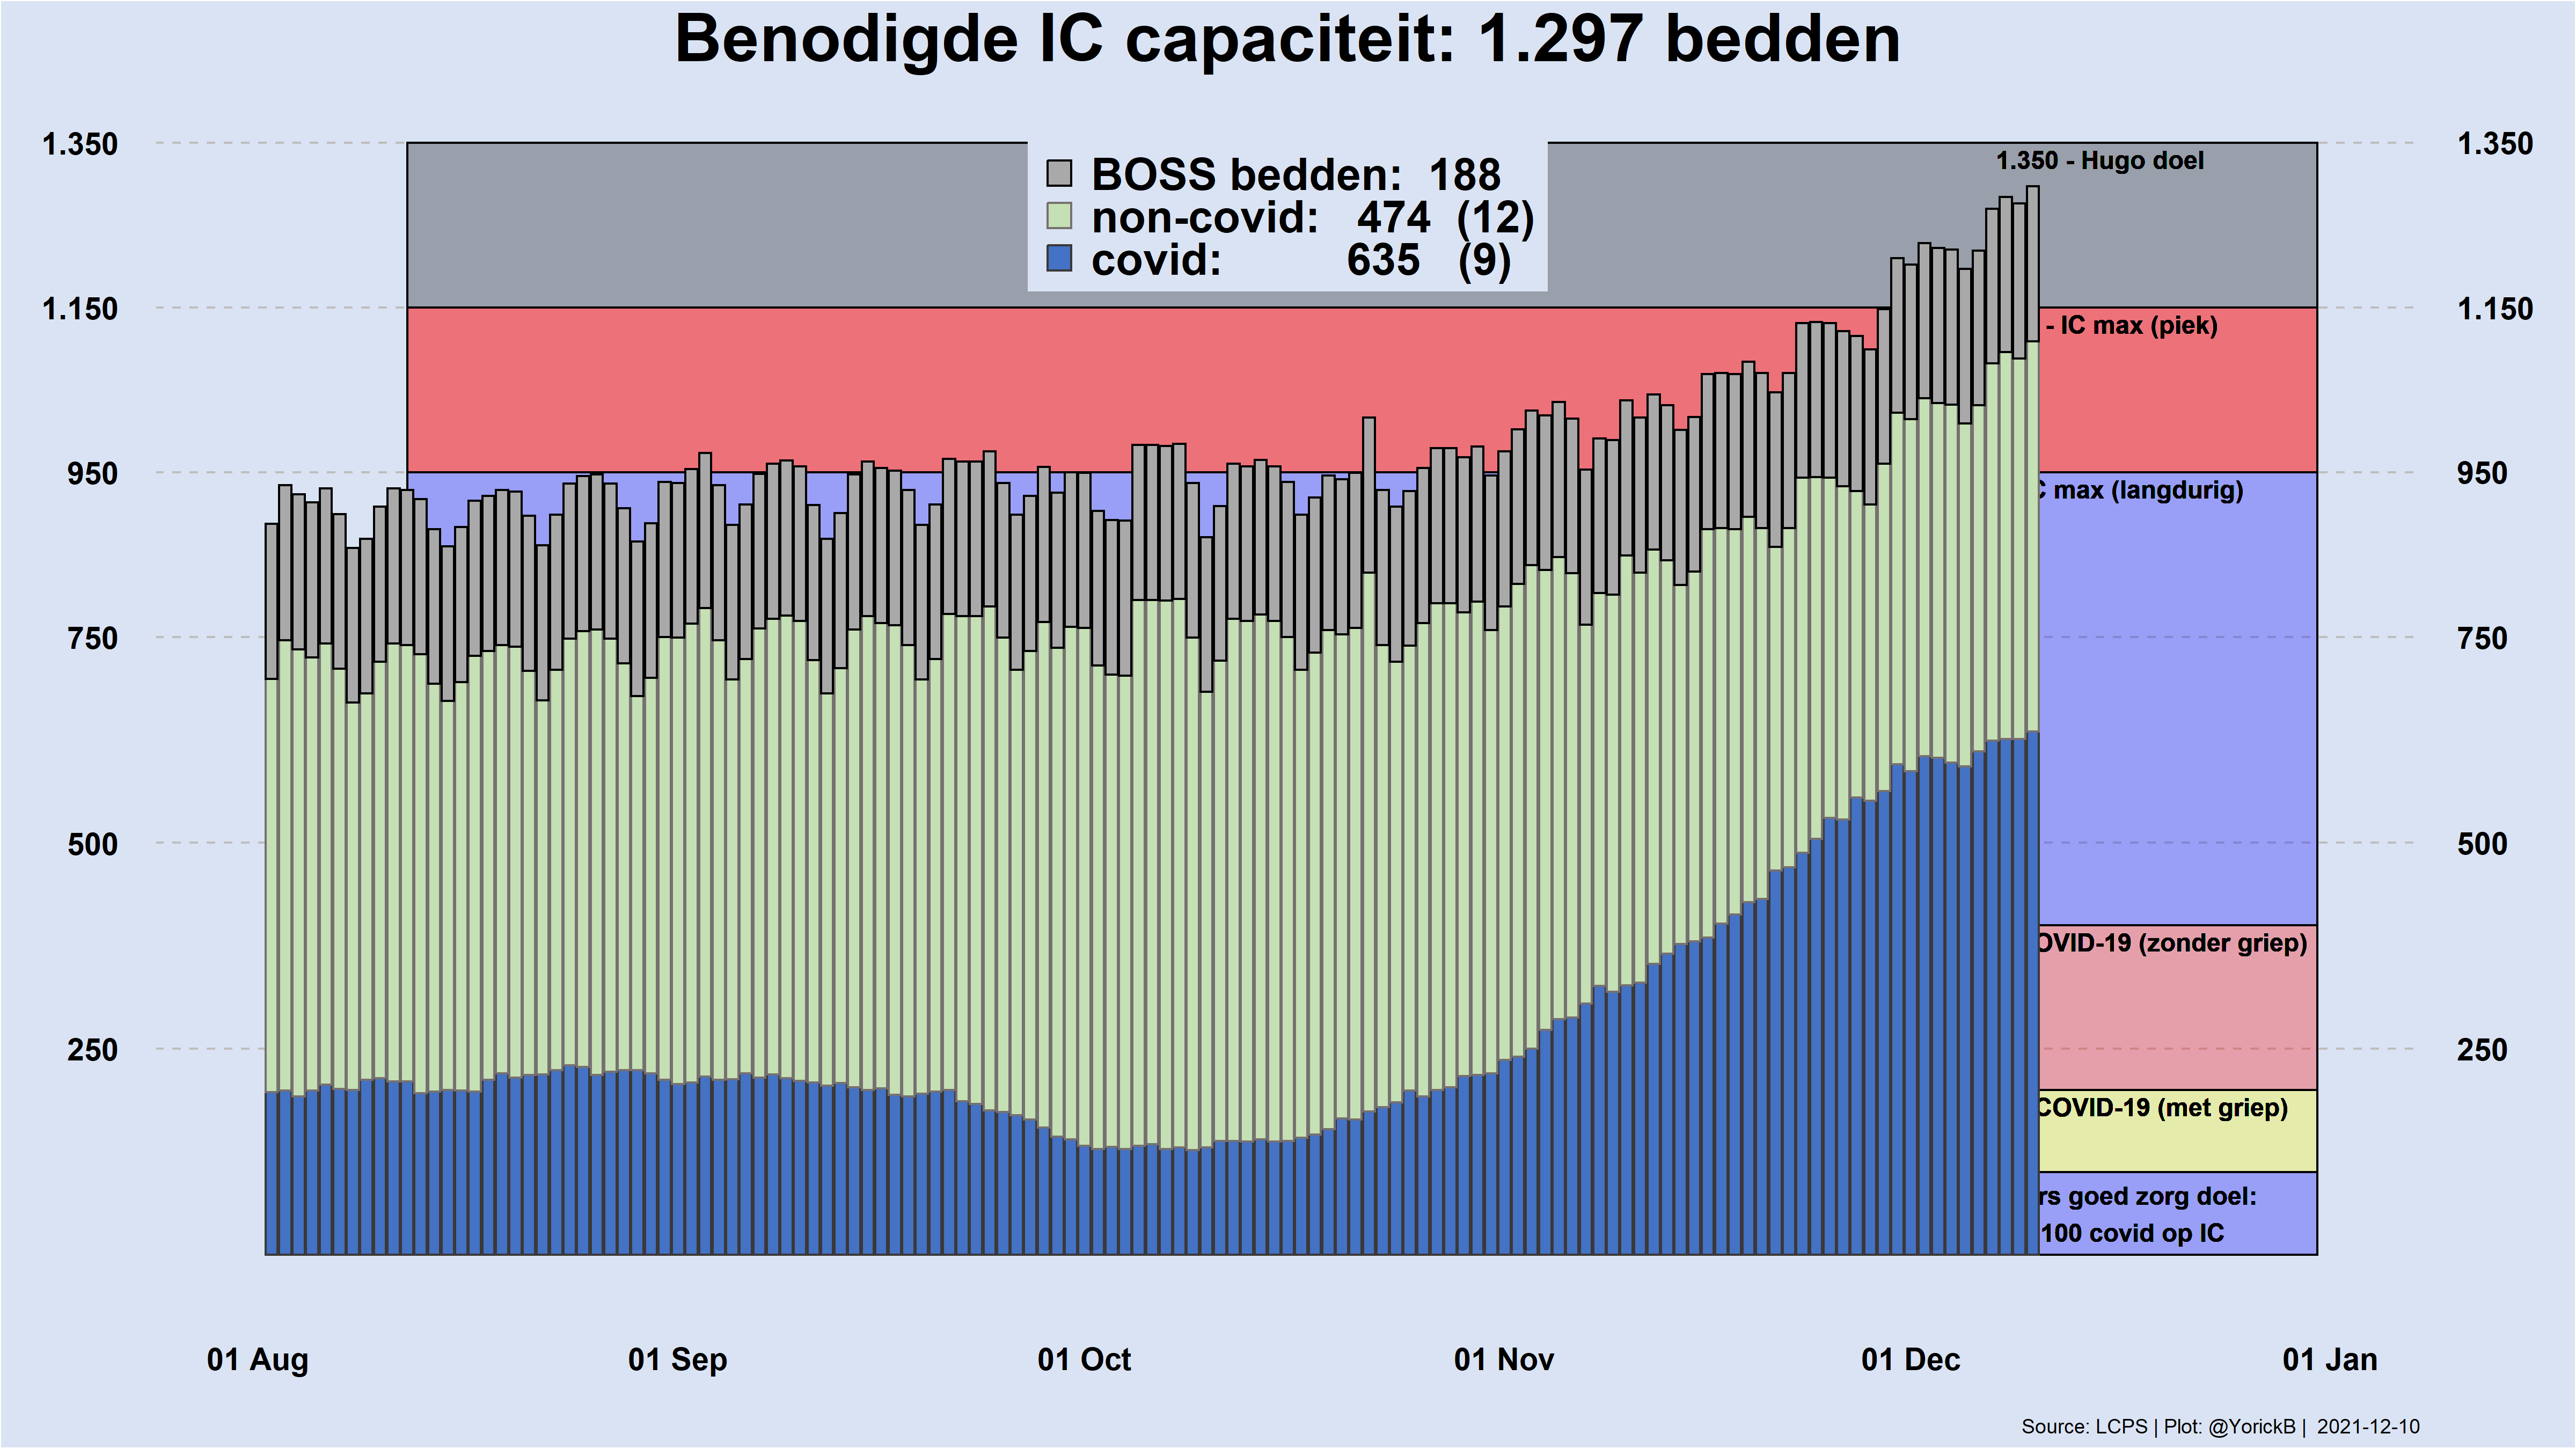 Benodigde IC capaciteit: 1.297 bedden
1.350
1.350
1.350 - Hugo doel
BOSS bedden: 188
non-covid: 474 (12)
covid: 635 (9)
1.150
1.150
- IC max (piek)
950
950
max (langdurig)
750
750
500
500
COVID-19 (zonder griep)
250
250
COVID-19 (met griep)
goed zorg doel:
100 covid op IC
01 Aug
01 Sep
01 Oct
01 Nov
01 Dec
01 Jan
Source: LCPS | Plot: @YorickB | 2021-12-10